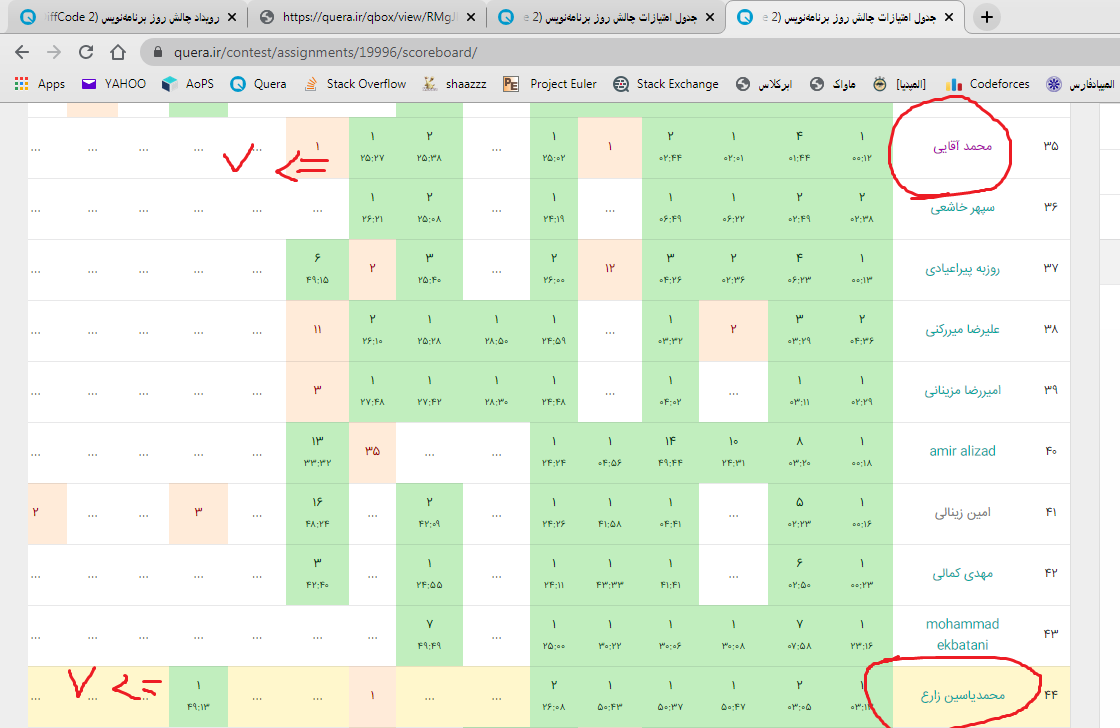 رویداد چالش روز برنامه‌نویس (2 iffCode
https://quera.ir/qbox/view/RMgJ
جدول امتیازات چالش روز برنامه‌نویس (2 e
جدول امتیازات چالش روز برنامه‌نویس (2 e
quera.ir/contest/assignments/19996/scoreboard/
Apps YAHOO AoPS Quera Stack Overflow shaazzz Project Euler Stack Exchange ابرکلاس هاواک [المپدیا] Codeforces المپیادفارس
۳۵ محمد آقایی ۱ ۴ ۱ ۲ ۱ ۱ ... ۲ ۱ ۱ ... ... ... ... ...
۰۰:۱۲ ۰۱:۴۴ ۰۲:۰۱ ۰۲:۴۴ ۲۵:۰۲ ۲۵:۳۸ ۲۵:۲۷
۷ <=
۳۶ سپهر خاشعی ۲ ۲ ۱ ۱ ... ۱ ... ۲ ۱ ... ... ... ... ... ...
۰۲:۳۸ ۰۲:۴۹ ۰۶:۲۲ ۰۶:۴۹ ۲۴:۱۹ ۲۵:۰۸ ۲۶:۲۱
۳۷ روزبه پیراعیادی ۱ ۴ ۲ ۳ ۱۲ ۲ ... ۳ ۲ ۶ ... ... ... ... ...
۰۰:۱۳ ۰۶:۲۳ ۰۲:۳۶ ۰۴:۲۶ ۲۶:۰۰ ۲۵:۴۰ ۴۹:۱۵
۳۸ علیرضا میررکنی ۲ ۳ ۲ ۱ ... ۱ ۱ ۱ ۲ ۱۱ ... ... ... ... ...
۰۴:۳۶ ۰۳:۲۹ ۰۳:۳۲ ۲۴:۵۹ ۲۸:۵۰ ۲۵:۲۸ ۲۶:۱۰
۳۹ امیررضا مزینانی ۱ ۱ ... ۱ ... ۱ ۱ ۱ ۱ ۳ ... ... ... ... ...
۰۲:۲۹ ۰۳:۱۱ ۰۴:۰۲ ۲۴:۴۸ ۲۸:۳۰ ۲۷:۴۲ ۲۷:۴۸
۴۰ amir alizad ۱ ۸ ۱۰ ۱۴ ۱ ۱ ... ... ۳۵ ۱۳ ... ... ... ... ...
۰۰:۱۸ ۰۳:۲۰ ۲۴:۳۱ ۴۹:۴۴ ۰۴:۵۶ ۲۴:۲۴ ۳۳:۳۲
۴۱ امین زینالی ۱ ۵ ... ۱ ۱ ۱ ... ۲ ... ۱۶ ... ۳ ... ... ۲
۰۰:۱۶ ۰۲:۲۳ ۰۴:۴۱ ۴۱:۵۸ ۲۴:۲۶ ۴۲:۰۹ ۴۸:۲۴
۴۲ مهدی کمالی ۱ ۶ ... ۱ ۱ ۱ ... ۱ ... ۳ ... ... ... ... ...
۰۰:۲۳ ۰۲:۵۰ ۴۱:۴۱ ۴۳:۳۳ ۲۴:۱۱ ۲۴:۵۵ ۴۲:۴۰
۴۳ mohammad ekbatani ۱ ۷ ۱ ۱ ۱ ۱ ... ۷ ... ... ... ... ... ... ...
۲۳:۱۶ ۰۷:۵۸ ۳۰:۰۸ ۳۰:۰۶ ۳۰:۲۲ ۲۵:۰۰ ۴۹:۴۹
۴۴ محمدیاسین زارع ۱ ۲ ۱ ۱ ۱ ۲ ... ... ۱ ... ... ۱ ... ... ...
۰۳:۰۵ ۵۰:۴۷ ۵۰:۳۷ ۵۰:۴۳ ۲۶:۰۸ ۴۹:۱۳
۷ <=